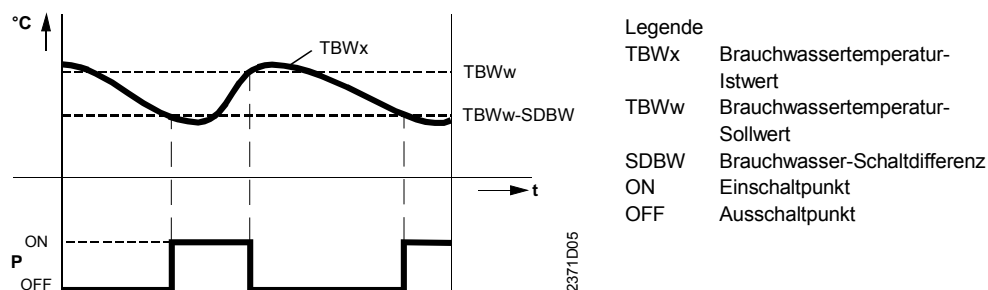 °C
TBWx
TBWw
TBWw-SDBW
t
ON
P
OFF
2371D05
Legende
TBWx Brauchwassertemperatur-
Istwert
TBWw Brauchwassertemperatur-
Sollwert
SDBW Brauchwasser-Schaltdifferenz
ON Einschaltpunkt
OFF Ausschaltpunkt